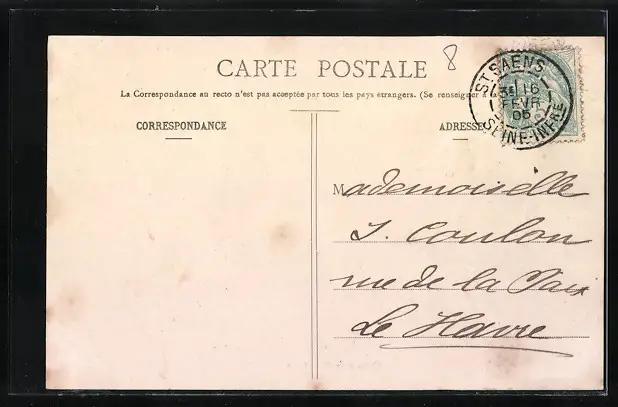 CARTE POSTALE
8
La Correspondance au recto n'est pas acceptée par tous les pays étrangers. (Se renseigner à
CORRESPONDANCE
ADRESSE
ST SAENS
16
FEVR
SEINE-INFRE
Mademoiselle
J. Coulon
rue de la Paix
Le Havre